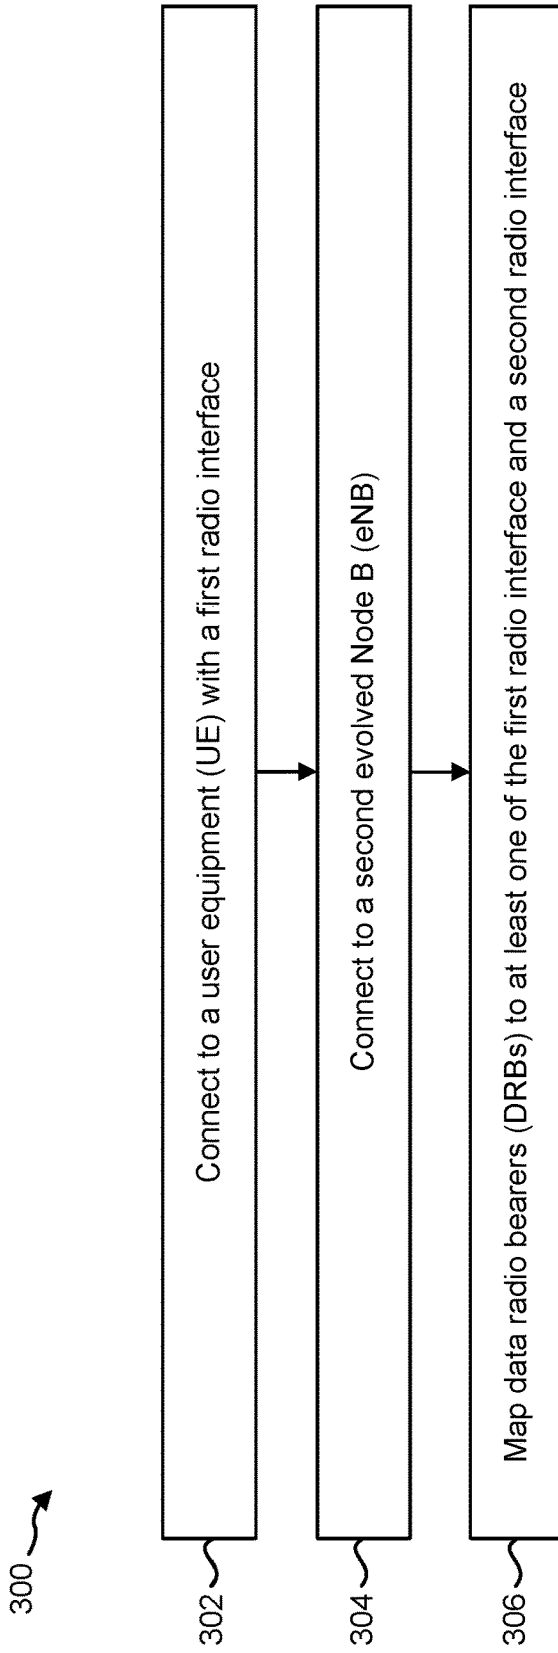 300
302
Connect to a user equipment (UE) with a first radio interface
304
Connect to a second evolved Node B (eNB)
306
Map data radio bearers (DRBs) to at least one of the first radio interface and a second radio interface